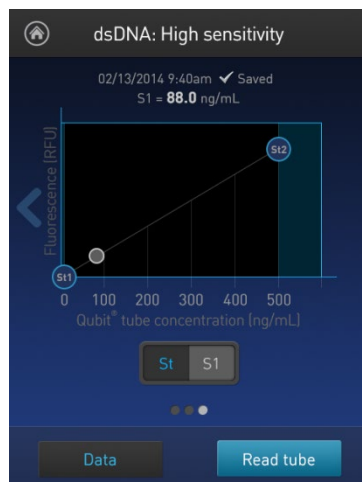 dsDNA: High sensitivity
02/13/2014 9:40am ✔ Saved
S1 = 88.0 ng/mL
Fluorescence (RFU)
St2
St1
0 100 200 300 400 500
Qubit® tube concentration (ng/mL)
St S1
Data Read tube